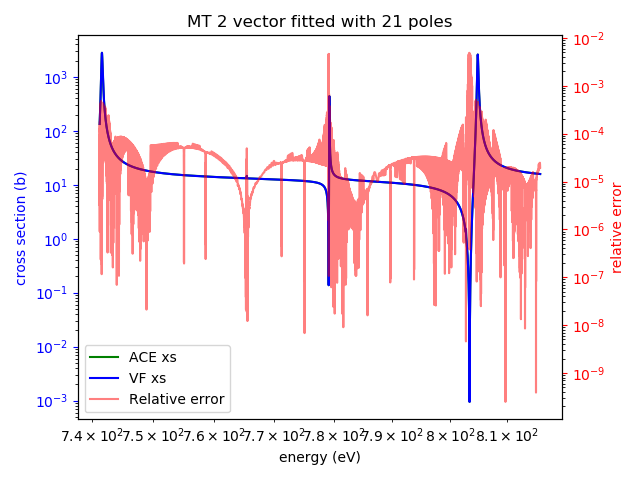 MT 2 vector fitted with 21 poles
10³
10²
10¹
10⁰
10⁻¹
10⁻²
10⁻³
cross section (b)
10⁻²
10⁻³
10⁻⁴
10⁻⁵
10⁻⁶
10⁻⁷
10⁻⁸
10⁻⁹
relative error
ACE xs
VF xs
Relative error
7.4 × 10² 7.5 × 10² 7.6 × 10² 7.7 × 10² 7.8 × 10² 7.9 × 10² 8 × 10² 8.1 × 10²
energy (eV)